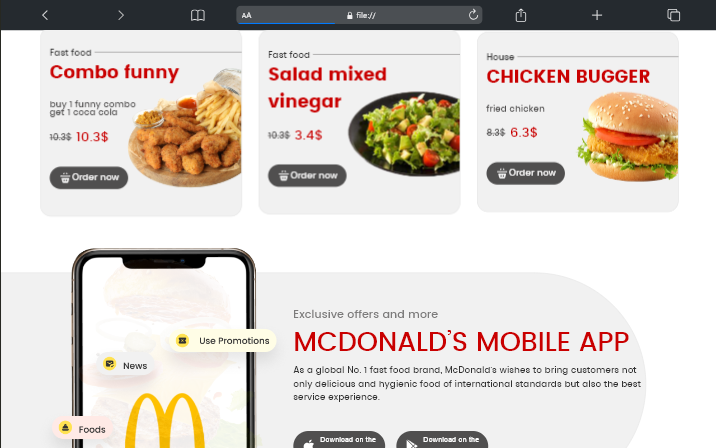 AA
file://
Fast food
Combo funny
buy 1 funny combo
get 1 coca cola
10.3$ 10.3$
Order now
Fast food
Salad mixed
vinegar
10.3$ 3.4$
Order now
House
CHICKEN BUGGER
fried chicken
8.3$ 6.3$
Order now
Use Promotions
News
Foods
Exclusive offers and more
MCDONALD'S MOBILE APP
As a global No. 1 fast food brand, McDonald's wishes to bring customers not
only delicious and hygienic food of international standards but also the best
service experience.
Download on the
Download on the